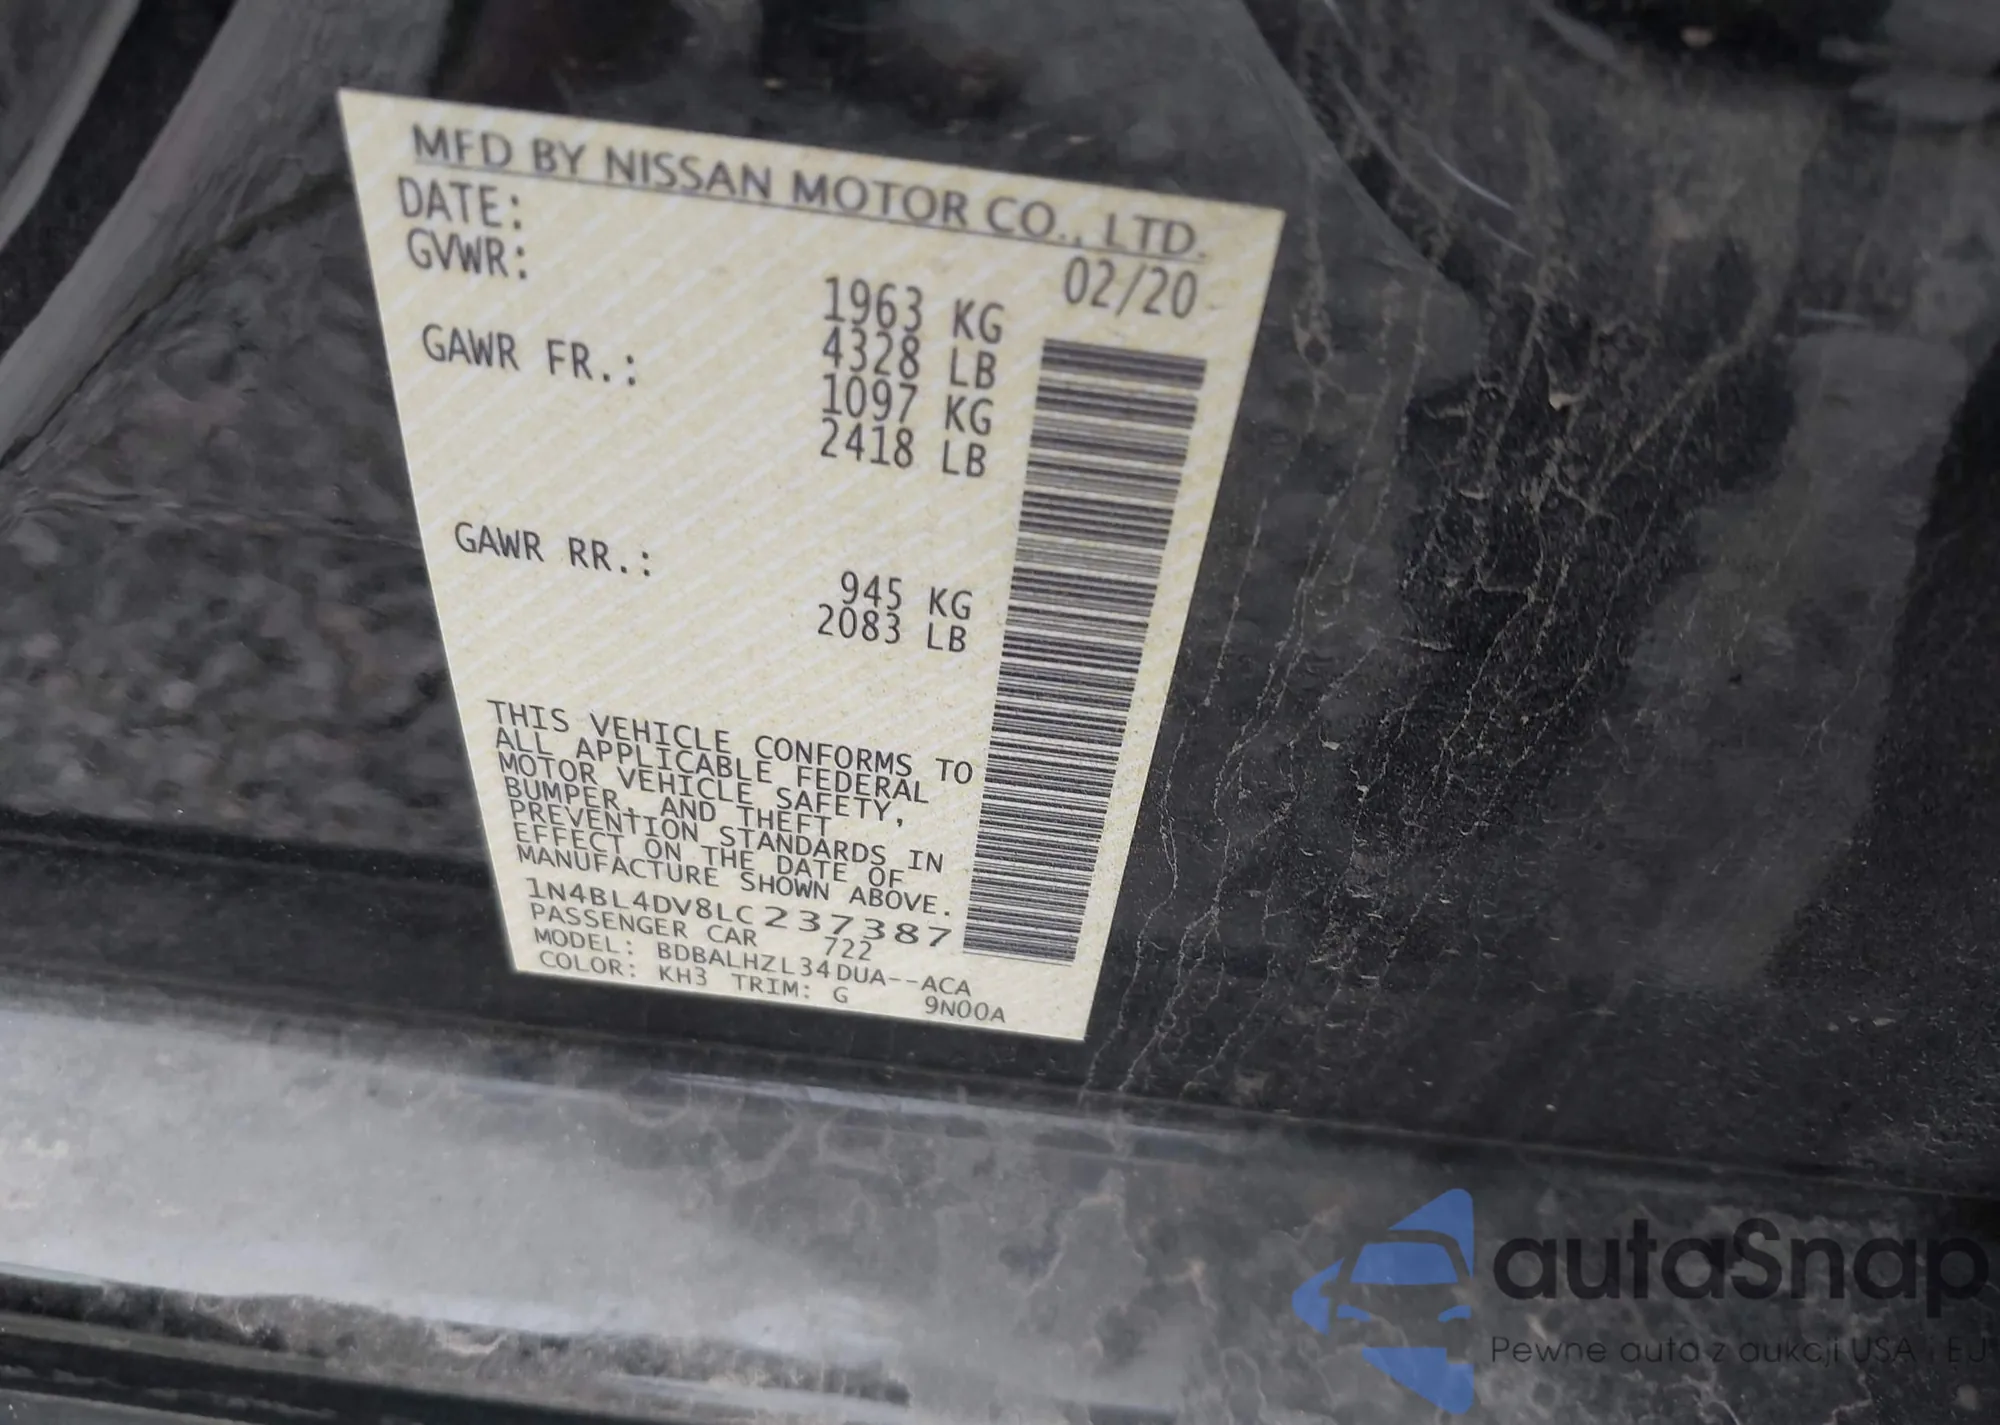 MFD BY NISSAN MOTOR CO., LTD.
DATE: 02/20
GVWR: 1963 KG
4328 LB
GAWR FR.: 1097 KG
2418 LB
GAWR RR.: 945 KG
2083 LB
THIS VEHICLE CONFORMS TO
ALL APPLICABLE FEDERAL
MOTOR VEHICLE SAFETY,
BUMPER, AND THEFT
PREVENTION STANDARDS IN
EFFECT ON THE DATE OF
MANUFACTURE SHOWN ABOVE.
1N4BL4DV8LC237387
PASSENGER CAR 722
MODEL: BDBALHZL34DUA--ACA
COLOR: KH3 TRIM: G 9N00A
autaSnap
Pewne auta z aukcji USA i EU